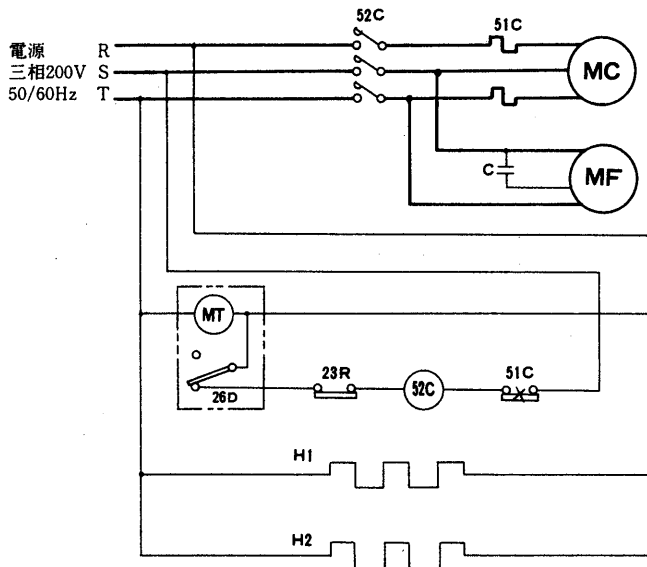 52C
51C
電源 R
三相200V S
50/60Hz T
MC
C
MF
MT
26D
23R
52C
51C
H1
H2